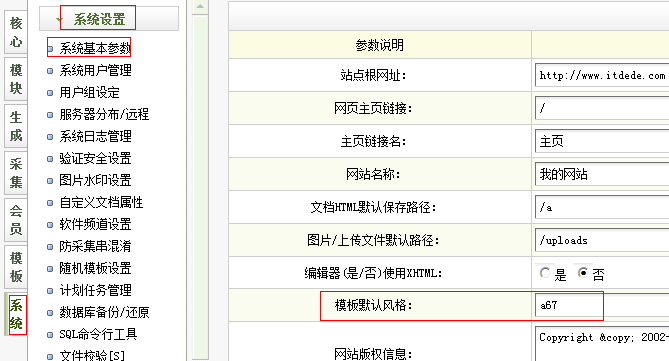 核心
模块
生成
采集
会员
模板
系统
系统设置
系统基本参数
系统用户管理
用户组设定
服务器分布/远程
系统日志管理
验证安全设置
图片水印设置
自定义文档属性
软件频道设置
防采集串混淆
随机模板设置
计划任务管理
数据库备份/还原
SQL命令行工具
文件校验[S]
参数说明
站点根网址： http://www.itdede.com
网页主页链接： /
主页链接名： 主页
网站名称： 我的网站
文档HTML默认保存路径： /a
图片/上传文件默认路径： /uploads
编辑器(是/否)使用XHTML： 是 否
模板默认风格： a67
网站版权信息： Copyright &copy; 2002-